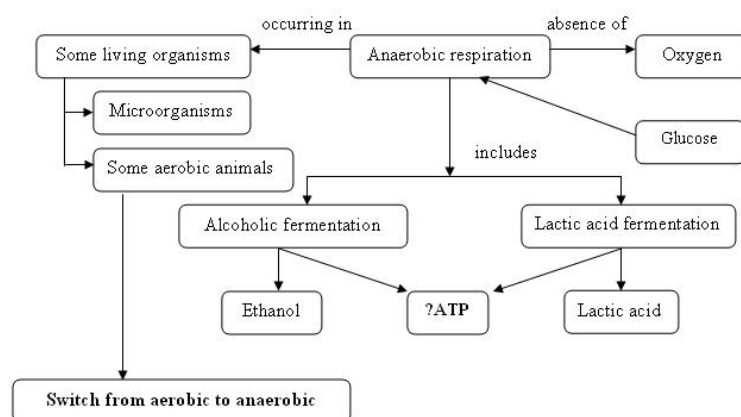 occurring in
absence of
Some living organisms
Anaerobic respiration
Oxygen
Microorganisms
Glucose
Some aerobic animals
includes
Alcoholic fermentation
Lactic acid fermentation
Ethanol
?ATP
Lactic acid
Switch from aerobic to anaerobic